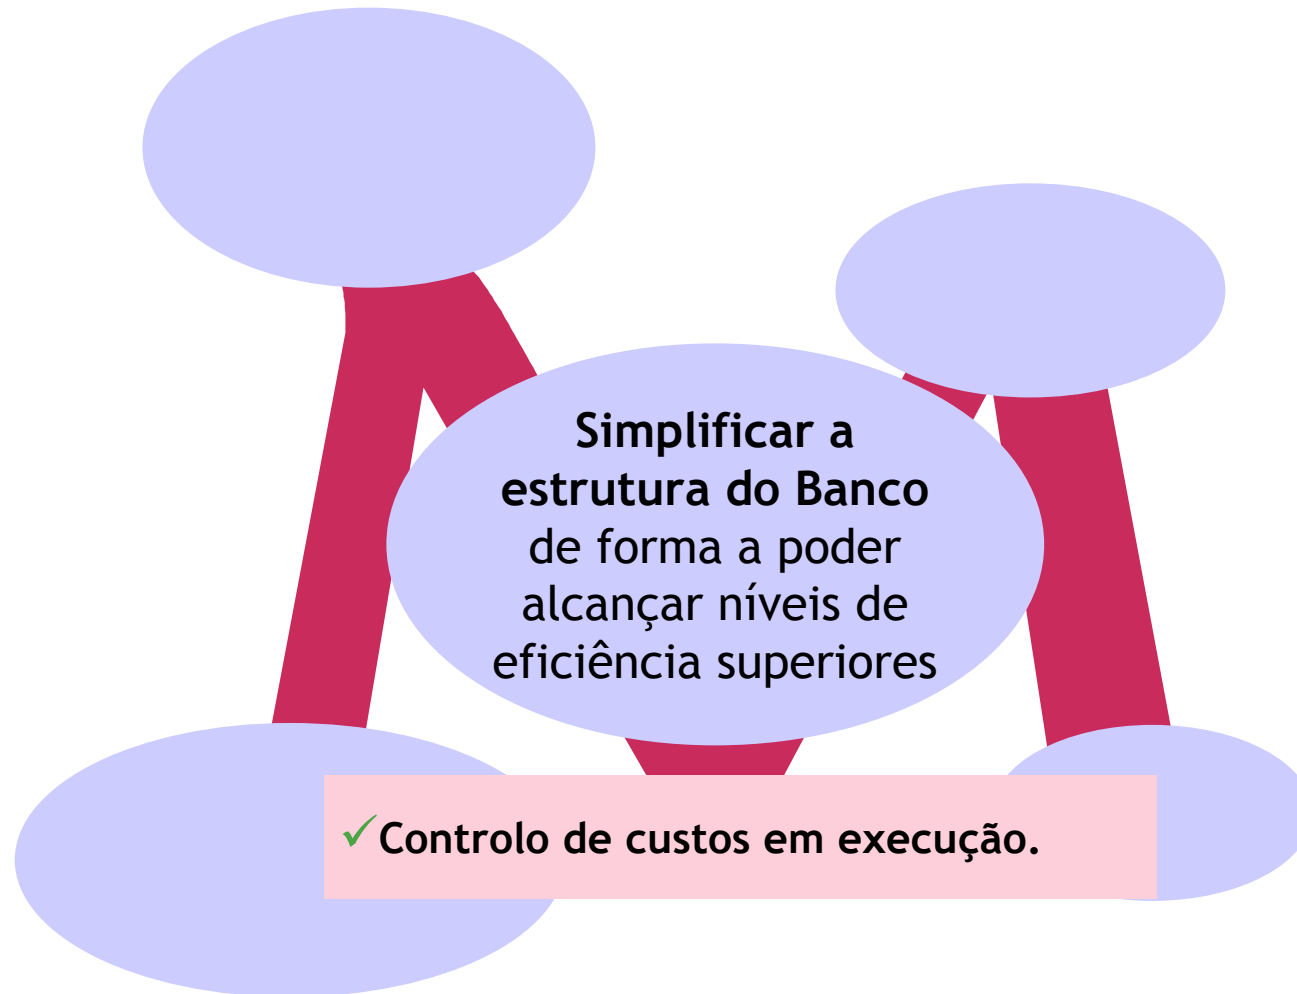 Simplificar a
estrutura do Banco
de forma a poder
alcançar níveis de
eficiência superiores
✓Controlo de custos em execução.